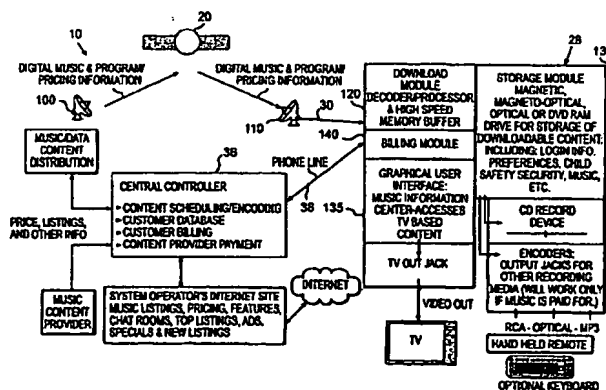 10
20
DIGITAL MUSIC & PROGRAM/
PRICING INFORMATION
DIGITAL MUSIC & PROGRAM/
PRICING INFORMATION
100
110
30
120
140
135
28
13
MUSIC/DATA
CONTENT
DISTRIBUTION
PRICE, LISTINGS,
AND OTHER INFO
MUSIC CONTENT
PROVIDER
38
CENTRAL CONTROLLER
CONTENT SCHEDULING/ENCODING
CUSTOMER DATABASE
CUSTOMER BILLING
CONTENT PROVIDER PAYMENT
PHONE LINE
38
SYSTEM OPERATOR'S INTERNET SITE
MUSIC LISTINGS, PRICING, FEATURES,
CHAT ROOMS, TOP LISTINGS, ADS,
SPECIALS & NEW LISTINGS
INTERNET
DOWNLOAD
MODULE
DECODER/PROCESSOR
& HIGH SPEED
MEMORY BUFFER
BILLING MODULE
GRAPHICAL USER
INTERFACE:
MUSIC INFORMATION
CENTER-ACCESSES
TV BASED
CONTENT
TV OUT JACK
VIDEO OUT
TV
STORAGE MODULE
MAGNETIC,
MAGNETO-OPTICAL,
OPTICAL OR DVD RAM
DRIVE FOR STORAGE OF
DOWNLOADABLE CONTENT:
INCLUDING: LOGIN INFO.
PREFERENCES, CHILD
SAFETY SECURITY, MUSIC,
ETC.
CD RECORD
DEVICE
ENCODERS:
OUTPUT JACKS FOR
OTHER RECORDING
MEDIA (WILL WORK ONLY
IF MUSIC IS PAID FOR.)
RCA - OPTICAL - MP3
HAND HELD REMOTE
OPTIONAL KEYBOARD